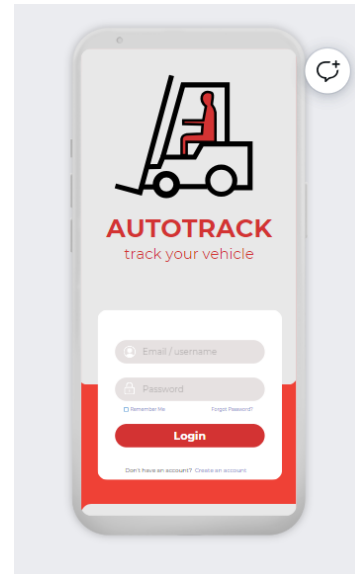 AUTOTRACK
track your vehicle
Email / username
Password
Remember Me
Forgot Password?
Login
Don't have an account? Create an account